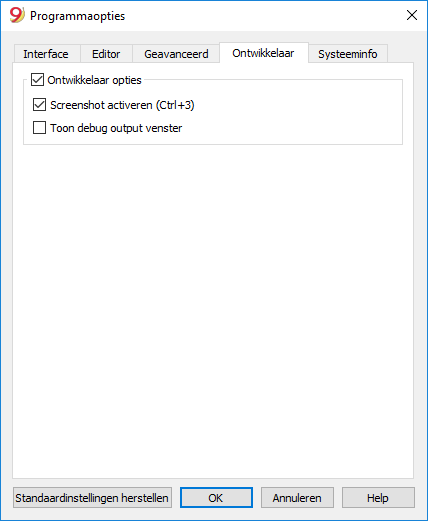 9 Programmaopties
Interface Editor Geavanceerd Ontwikkelaar Systeeminfo
Ontwikkelaar opties
Screenshot activeren (Ctrl+3)
Toon debug output venster
Standaardinstellingen herstellen OK Annuleren Help